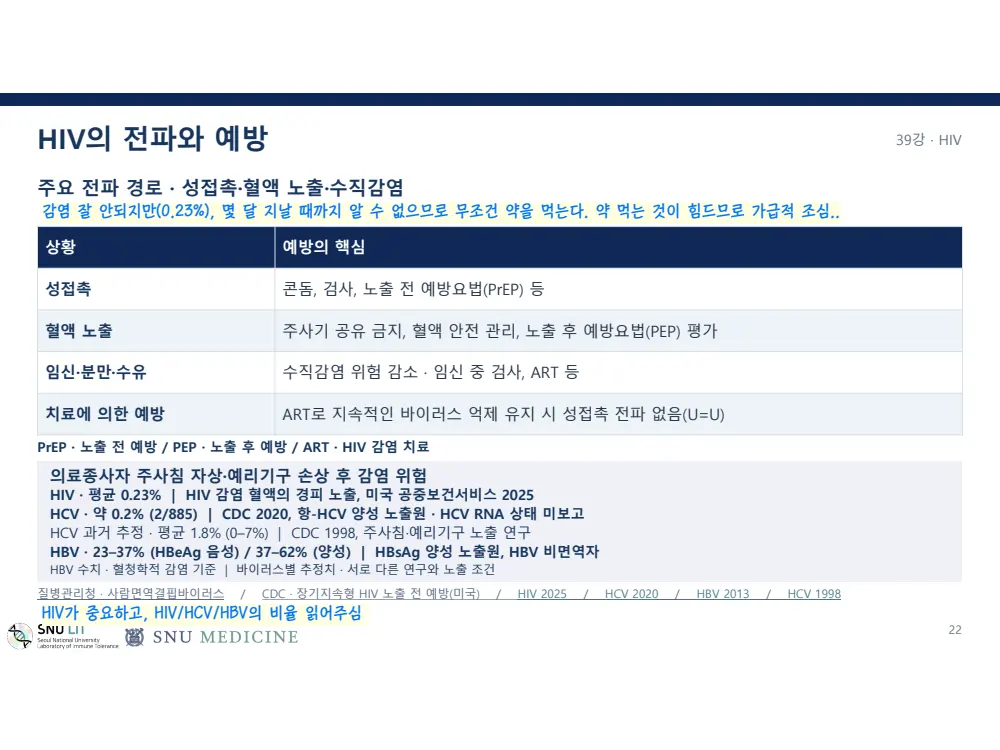 HIV의 전파와 예방
39강 · HIV
주요 전파 경로 · 성접촉·혈액 노출·수직감염
감염 잘 안되지만(0.23%), 몇 달 지날 때까지 알 수 없으므로 무조건 약을 먹는다. 약 먹는 것이 힘드므로 가급적 조심..
상황 예방의 핵심
성접촉 콘돔, 검사, 노출 전 예방요법(PrEP) 등
혈액 노출 주사기 공유 금지, 혈액 안전 관리, 노출 후 예방요법(PEP) 평가
임신·분만·수유 수직감염 위험 감소 · 임신 중 검사, ART 등
치료에 의한 예방 ART로 지속적인 바이러스 억제 유지 시 성접촉 전파 없음(U=U)
PrEP · 노출 전 예방 / PEP · 노출 후 예방 / ART · HIV 감염 치료
의료종사자 주사침 자상·예리기구 손상 후 감염 위험
HIV · 평균 0.23% | HIV 감염 혈액의 경피 노출, 미국 공중보건서비스 2025
HCV · 약 0.2% (2/885) | CDC 2020, 항-HCV 양성 노출원 · HCV RNA 상태 미보고
HCV 과거 추정 · 평균 1.8% (0–7%) | CDC 1998, 주사침·예리기구 노출 연구
HBV · 23–37% (HBeAg 음성) / 37–62% (양성) | HBsAg 양성 노출원, HBV 비면역자
HBV 수치 · 혈청학적 감염 기준 | 바이러스별 추정치 · 서로 다른 연구와 노출 조건
질병관리청 · 사람면역결핍바이러스 / CDC · 장기지속형 HIV 노출 전 예방(미국) / HIV 2025 / HCV 2020 / HBV 2013 / HCV 1998
HIV가 중요하고, HIV/HCV/HBV의 비율 읽어주심
SNU LIT
Seoul National University
Laboratory of Immune Tolerance
SNU MEDICINE
22